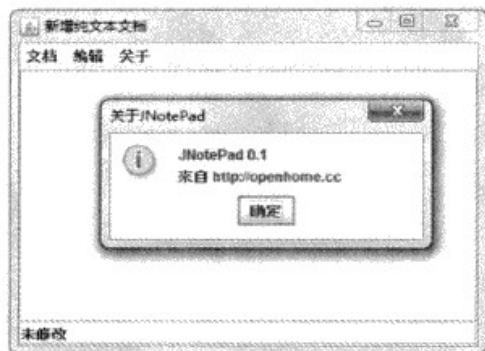 新增纯文本文档
文档 编辑 关于
关于JNotePad
JNotePad 0.1
来自 http://openhome.cc
确定
未修改